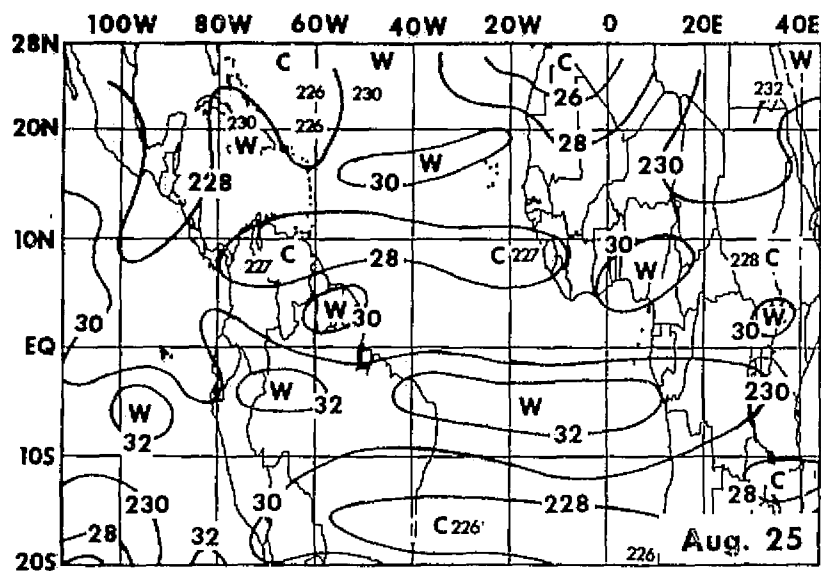 100W 80W 60W 40W 20W 0 20E 40E
28N
C W C W
226 230 26 232
230 226
20N
28
W W 230
228 30
10N
30
C C 227 228 C
227 28 W
W 30
30 30 W
EQ
W 230
W 32 W
32 32
10S
C
230 30 228 28
28 32 C 226
Aug. 25
20S 226